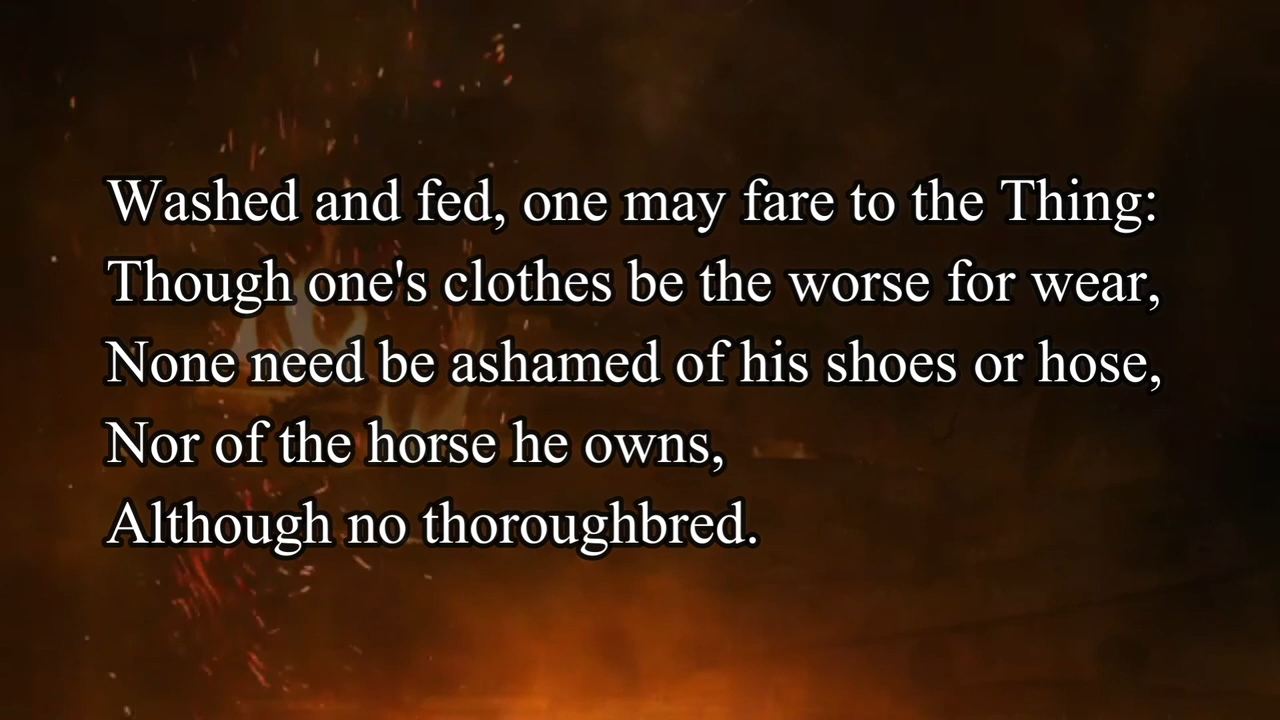 Washed and fed, one may fare to the Thing:
Though one's clothes be the worse for wear,
None need be ashamed of his shoes or hose,
Nor of the horse he owns,
Although no thoroughbred.